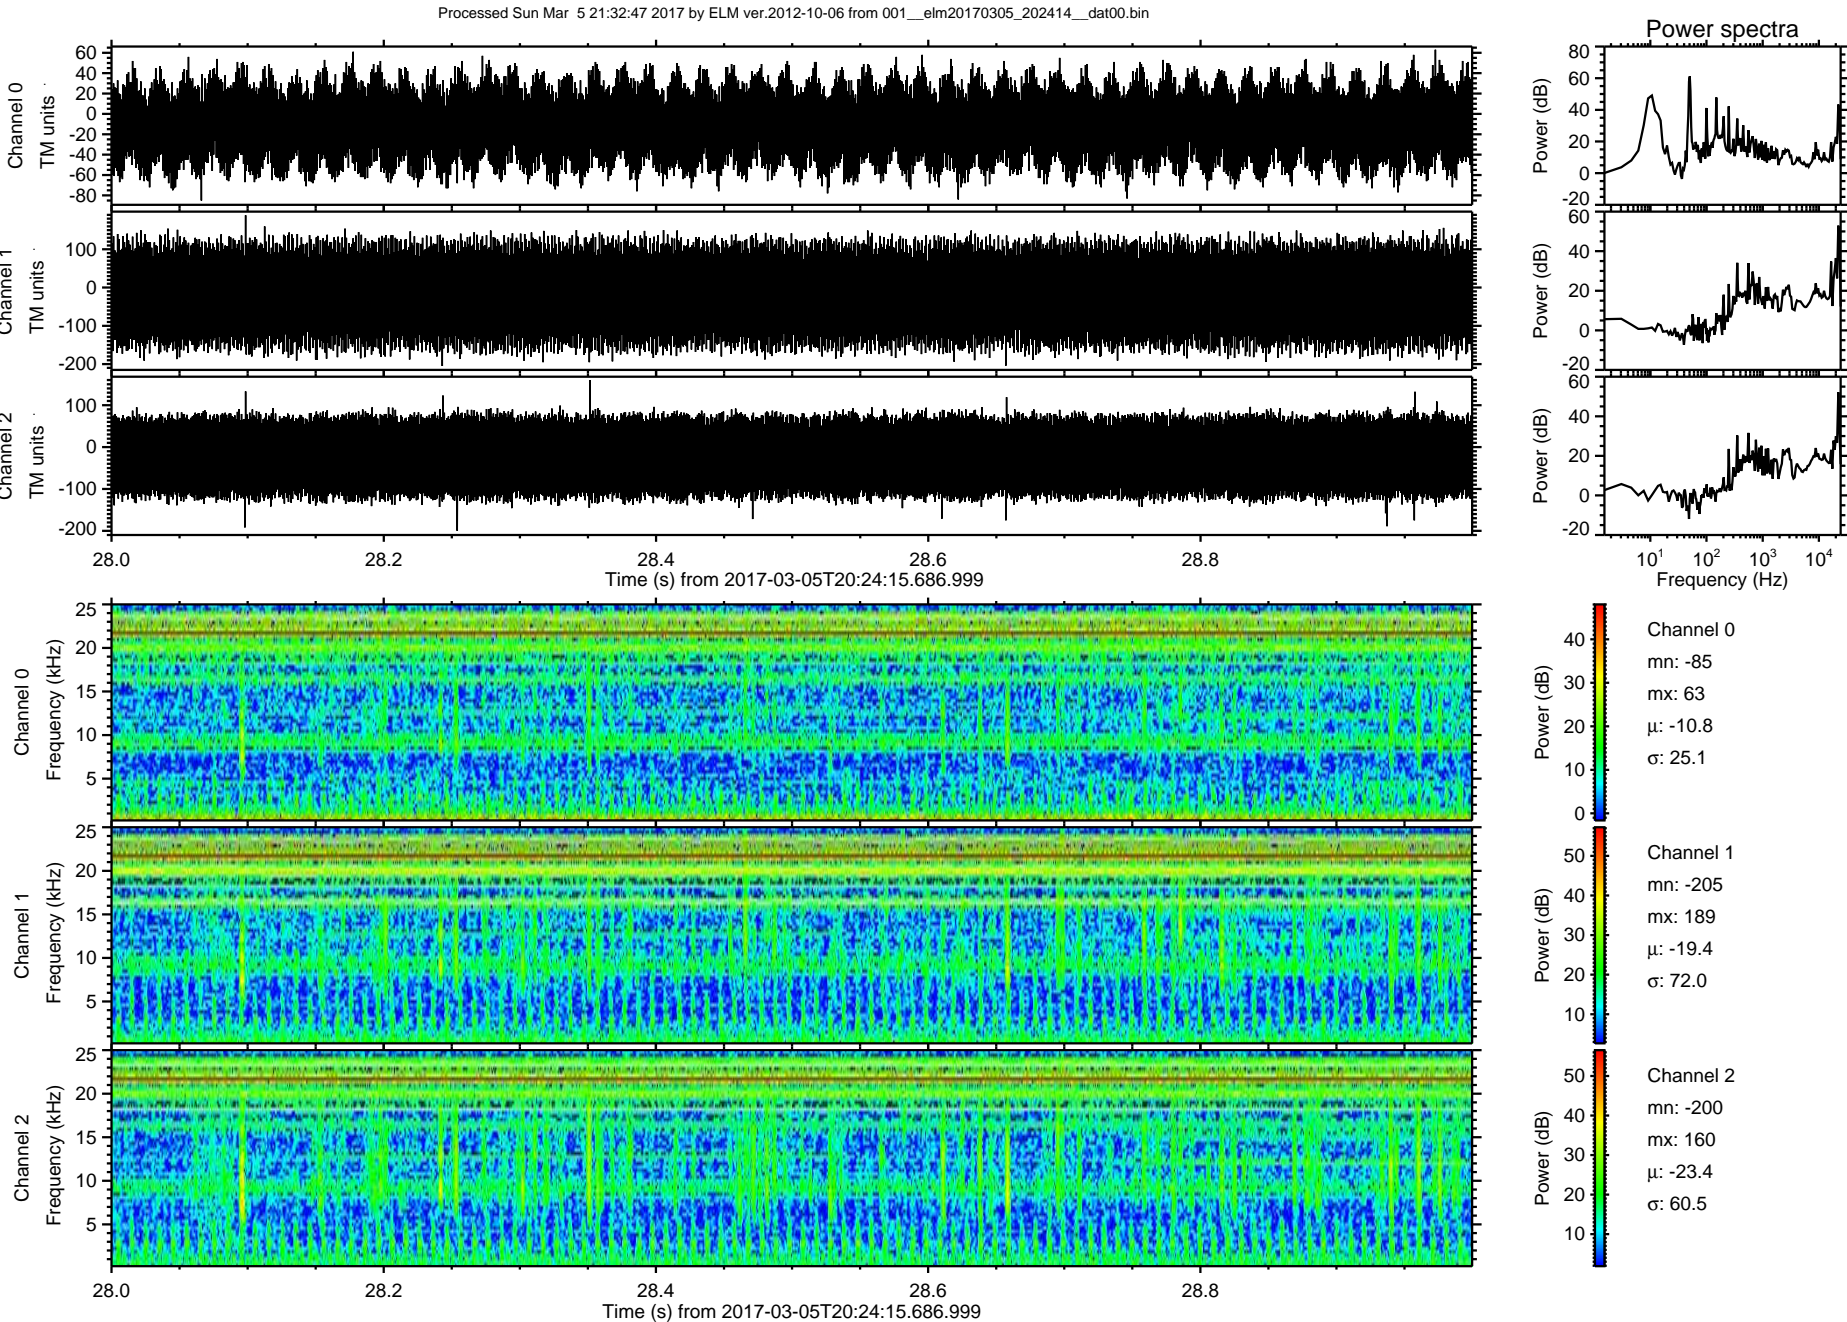 Processed Sun Mar  5 21:32:47 2017 by ELM ver.2012-10-06 from 001__elm20170305_202414__dat00.bin
Power spectra
Channel 0
TM units
60
40
20
0
-20
-40
-60
-80
Power (dB)
80
60
40
20
0
-20
Channel 1
TM units
100
0
-100
-200
Power (dB)
60
40
20
0
-20
Channel 2
TM units
100
0
-100
-200
Power (dB)
60
40
20
0
-20
28.0 28.2 28.4 28.6 28.8
Time (s) from 2017-03-05T20:24:15.686.999
10^1 10^2 10^3 10^4
Frequency (Hz)
Channel 0
Frequency (kHz)
25
20
15
10
5
Power (dB)
40
30
20
10
0
Channel 0
mn: -85
mx: 63
μ: -10.8
σ: 25.1
Channel 1
Frequency (kHz)
25
20
15
10
5
Power (dB)
50
40
30
20
10
Channel 1
mn: -205
mx: 189
μ: -19.4
σ: 72.0
Channel 2
Frequency (kHz)
25
20
15
10
5
Power (dB)
50
40
30
20
10
Channel 2
mn: -200
mx: 160
μ: -23.4
σ: 60.5
28.0 28.2 28.4 28.6 28.8
Time (s) from 2017-03-05T20:24:15.686.999